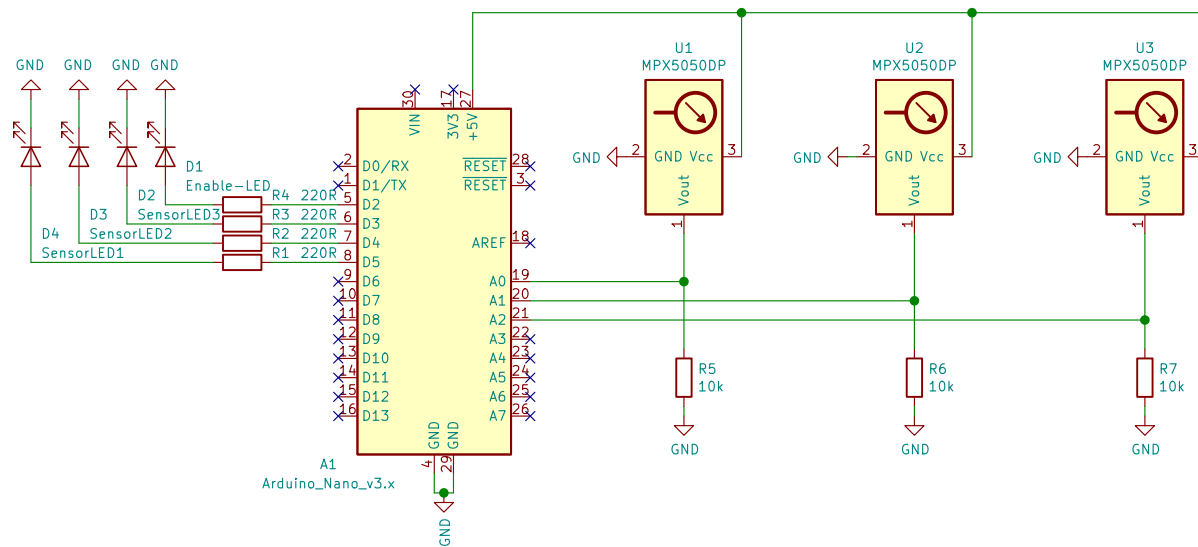 GND GND GND GND
D1
Enable-LED
D2
SensorLED3
D3
SensorLED2
D4
SensorLED1
R4 220R
R3 220R
R2 220R
R1 220R
30 17 27
VIN 3V3 +5V
2 D0/RX RESET 28
1 D1/TX RESET 3
5 D2
6 D3
7 D4 AREF 18
8 D5
9 D6 A0 19
10 D7 A1 20
11 D8 A2 21
12 D9 A3 22
13 D10 A4 23
14 D11 A5 24
15 D12 A6 25
16 D13 A7 26
GND GND
4 29
A1
Arduino_Nano_v3.x
GND
U1
MPX5050DP
GND 2 GND Vcc 3
Vout
1
R5
10k
GND
U2
MPX5050DP
GND 2 GND Vcc 3
Vout
1
R6
10k
GND
U3
MPX5050DP
GND 2 GND Vcc 3
Vout
1
R7
10k
GND